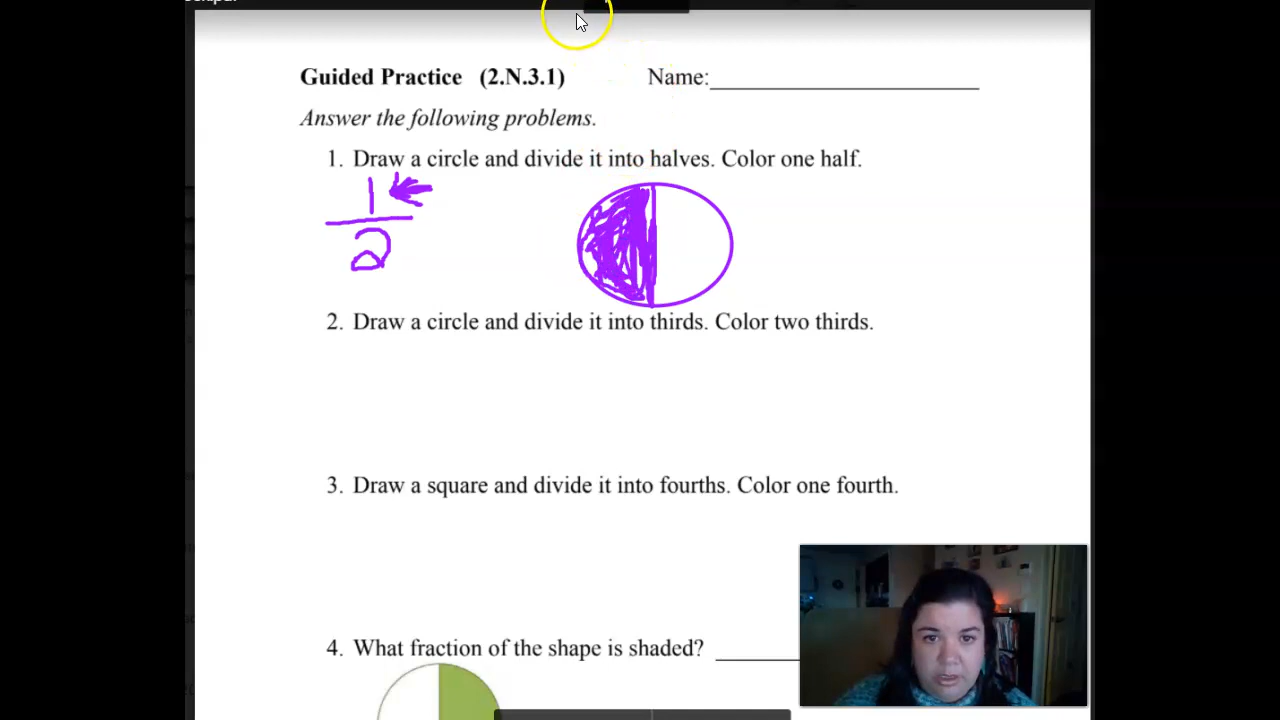 Guided Practice (2.N.3.1) Name:
Answer the following problems.
1. Draw a circle and divide it into halves. Color one half.
1
2
2. Draw a circle and divide it into thirds. Color two thirds.
3. Draw a square and divide it into fourths. Color one fourth.
4. What fraction of the shape is shaded?